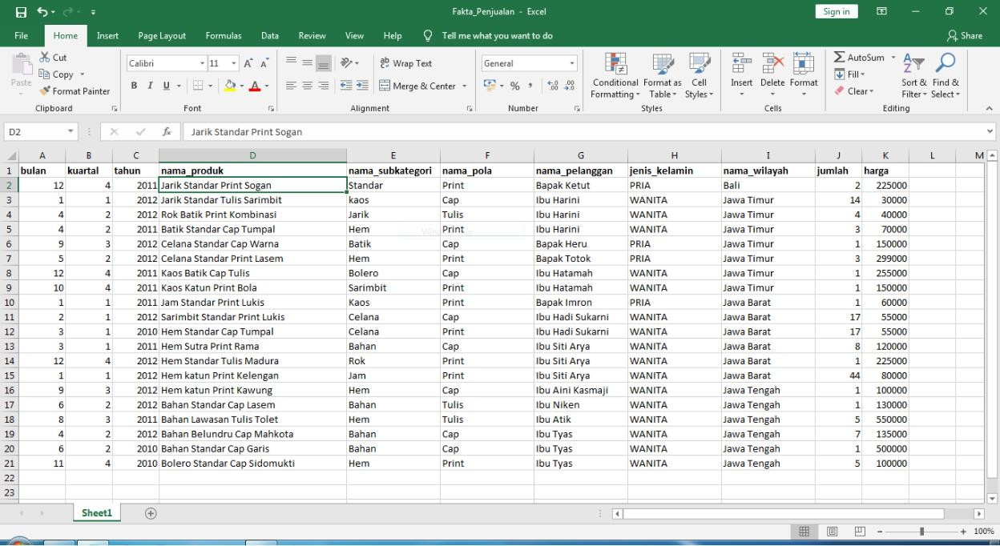 Fakta_Penjualan - Excel Sign in
File Home Insert Page Layout Formulas Data Review View Help Tell me what you want to do Share
Paste Cut Copy Format Painter Clipboard
Calibri 11 A A B I U A Font
Wrap Text Merge & Center Alignment
General % , .0 .00 Number
Conditional Formatting Format as Table Cell Styles Styles
Insert Delete Format Cells
AutoSum Fill Clear Sort & Filter Find & Select Editing
D2 fx Jarik Standar Print Sogan
A B C D E F G H I J K L M
1 bulan kuartal tahun nama_produk nama_subkategori nama_pola nama_pelanggan jenis_kelamin nama_wilayah jumlah harga
2 12 4 2011 Jarik Standar Print Sogan Standar Print Bapak Ketut PRIA Bali 2 225000
3 1 1 2012 Jarik Standar Tulis Sarimbit kaos Cap Ibu Harini WANITA Jawa Timur 14 30000
4 4 2 2012 Rok Batik Print Kombinasi Jarik Tulis Ibu Harini WANITA Jawa Timur 4 40000
5 4 2 2011 Batik Standar Cap Tumpal Hem Print Ibu Harini WANITA Jawa Timur 3 70000
6 9 3 2012 Celana Standar Cap Warna Batik Cap Bapak Heru PRIA Jawa Timur 1 150000
7 5 2 2012 Celana Standar Print Lasem Hem Print Bapak Totok PRIA Jawa Timur 3 299000
8 12 4 2011 Kaos Batik Cap Tulis Bolero Cap Ibu Hatamah WANITA Jawa Timur 1 255000
9 10 4 2011 Kaos Katun Print Bola Sarimbit Print Ibu Hatamah WANITA Jawa Timur 1 150000
10 1 1 2011 Jam Standar Print Lukis Kaos Print Bapak Imron PRIA Jawa Barat 1 60000
11 2 1 2012 Sarimbit Standar Print Lukis Celana Cap Ibu Hadi Sukarni WANITA Jawa Barat 17 55000
12 3 1 2010 Hem Standar Cap Tumpal Celana Print Ibu Hadi Sukarni WANITA Jawa Barat 17 55000
13 3 1 2011 Hem Sutra Print Rama Bahan Cap Ibu Siti Arya WANITA Jawa Barat 8 120000
14 12 4 2012 Hem Standar Tulis Madura Rok Print Ibu Siti Arya WANITA Jawa Barat 1 225000
15 1 1 2012 Hem katun Print Kelengan Jam Print Ibu Siti Arya WANITA Jawa Barat 44 80000
16 9 3 2012 Hem katun Print Kawung Hem Cap Ibu Aini Kasmaji WANITA Jawa Tengah 1 100000
17 6 2 2012 Bahan Standar Cap Lasem Bahan Tulis Ibu Niken WANITA Jawa Tengah 1 130000
18 8 3 2011 Bahan Lawasan Tulis Tolet Hem Tulis Ibu Atik WANITA Jawa Tengah 5 550000
19 4 2 2012 Bahan Belundru Cap Mahkota Bahan Cap Ibu Tyas WANITA Jawa Tengah 7 135000
20 6 2 2010 Bahan Standar Cap Garis Bahan Cap Ibu Tyas WANITA Jawa Tengah 1 500000
21 11 4 2010 Bolero Standar Cap Sidomukti Hem Print Ibu Tyas WANITA Jawa Tengah 5 100000
22
23
Sheet1
100%